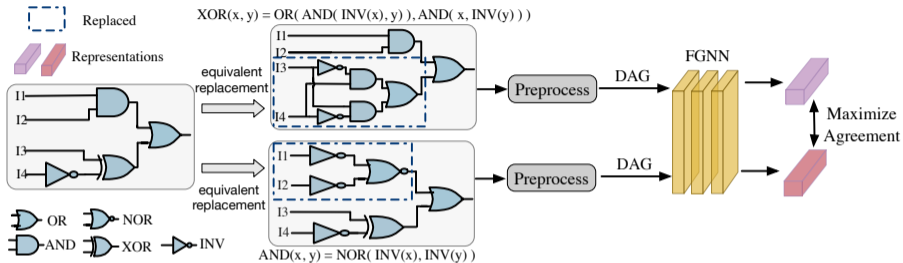 XOR(x, y) = OR( AND( INV(x), y) ), AND( x, INV(y) ) )
Replaced
Representations
I1
I2
I3
I4
equivalent
replacement
equivalent
replacement
I1
I2
I3
I4
I1
I2
I3
I4
Preprocess
Preprocess
DAG
DAG
FGNN
Maximize
Agreement
OR
NOR
AND
XOR
INV
AND(x, y) = NOR( INV(x), INV(y) )